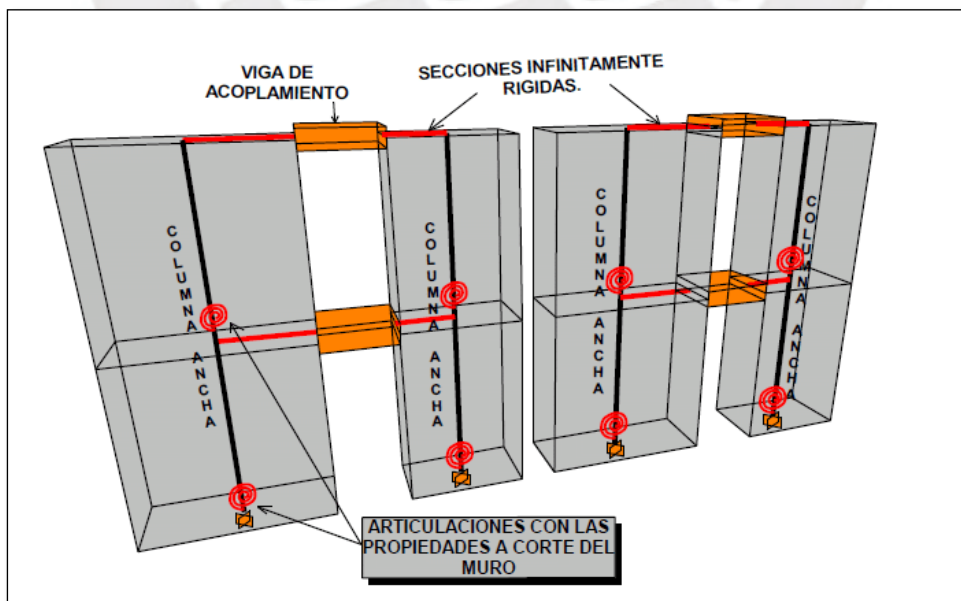 VIGA DE
ACOPLAMIENTO
SECCIONES INFINITAMENTE
RIGIDAS.
COLUMNA ANCHA
COLUMNA ANCHA
COLUMNA ANCHA
COLUMNA ANCHA
ARTICULACIONES CON LAS
PROPIEDADES A CORTE DEL
MURO